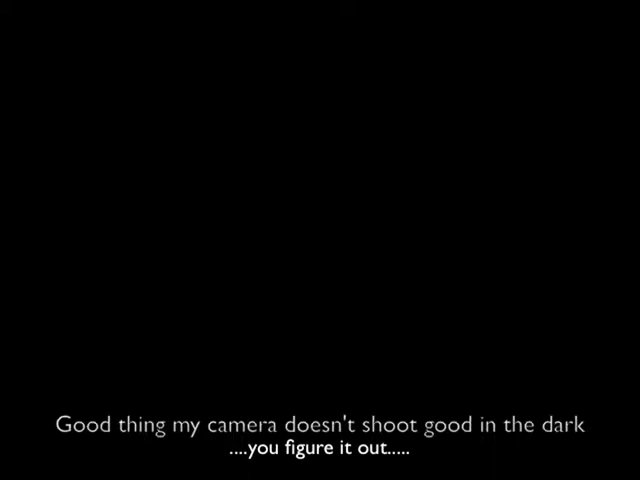 Good thing my camera doesn't shoot good in the dark
....you figure it out.....